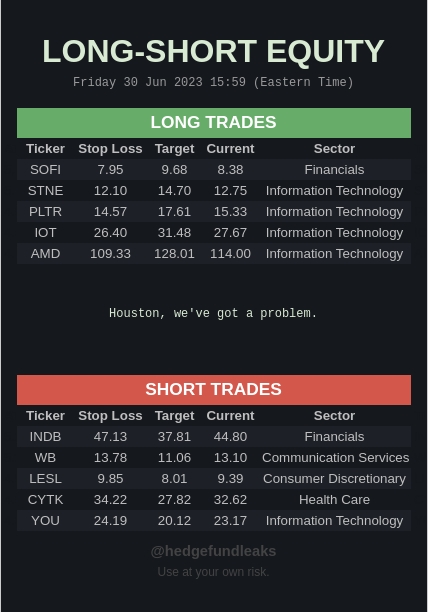 LONG-SHORT EQUITY
Friday 30 Jun 2023 15:59 (Eastern Time)
LONG TRADES
Ticker Stop Loss Target Current Sector
SOFI 7.95 9.68 8.38 Financials
STNE 12.10 14.70 12.75 Information Technology
PLTR 14.57 17.61 15.33 Information Technology
IOT 26.40 31.48 27.67 Information Technology
AMD 109.33 128.01 114.00 Information Technology
Houston, we've got a problem.
SHORT TRADES
Ticker Stop Loss Target Current Sector
INDB 47.13 37.81 44.80 Financials
WB 13.78 11.06 13.10 Communication Services
LESL 9.85 8.01 9.39 Consumer Discretionary
CYTK 34.22 27.82 32.62 Health Care
YOU 24.19 20.12 23.17 Information Technology
@hedgefundleaks
Use at your own risk.